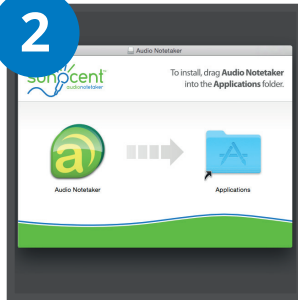 2
Audio Notetaker
sonocent
audionotetaker
To install, drag Audio Notetaker
into the Applications folder.
a
Audio Notetaker
Applications